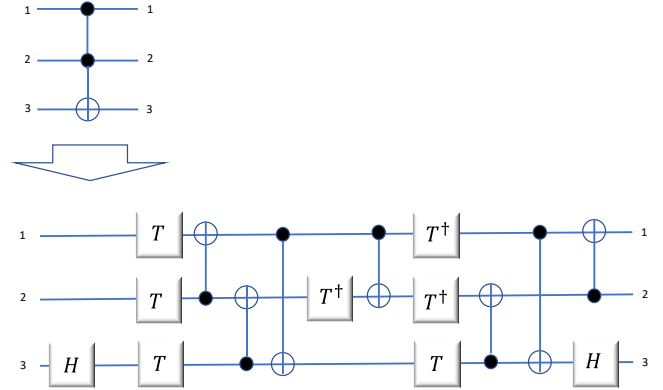 1 1
2 2
3 3
1 T T† 1
2 T T† T† 2
3 H T T H 3